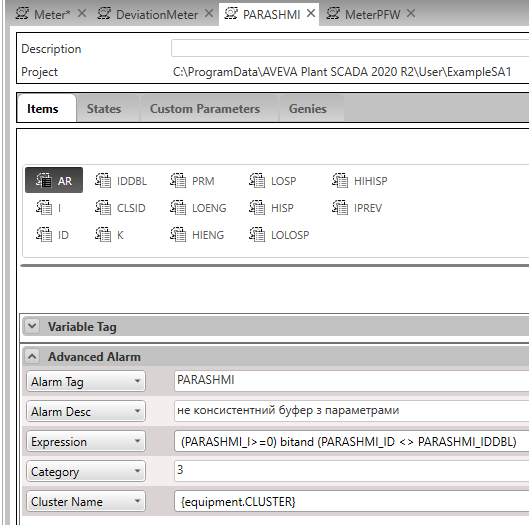 Meter* DeviationMeter PARASHMI MeterPFW
Description
Project C:\ProgramData\AVEVA Plant SCADA 2020 R2\User\ExampleSA1
Items States Custom Parameters Genies
AR IDDBL PRM LOSP HIHISP
I CLSID LOENG HISP IPREV
ID K HIENG LOLOSP
Variable Tag
Advanced Alarm
Alarm Tag PARASHMI
Alarm Desc не консистентний буфер з параметрами
Expression (PARASHMI_I>=0) bitand (PARASHMI_ID <> PARASHMI_IDDBL)
Category 3
Cluster Name {equipment.CLUSTER}